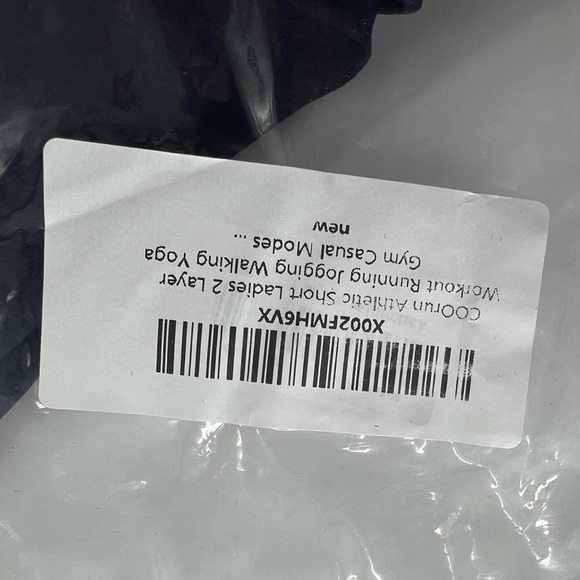 X002FMH6VX
COOrun Athletic Short Ladies 2 Layer
Workout Running Jogging Walking Yoga
Gym Casual Modes ...
new